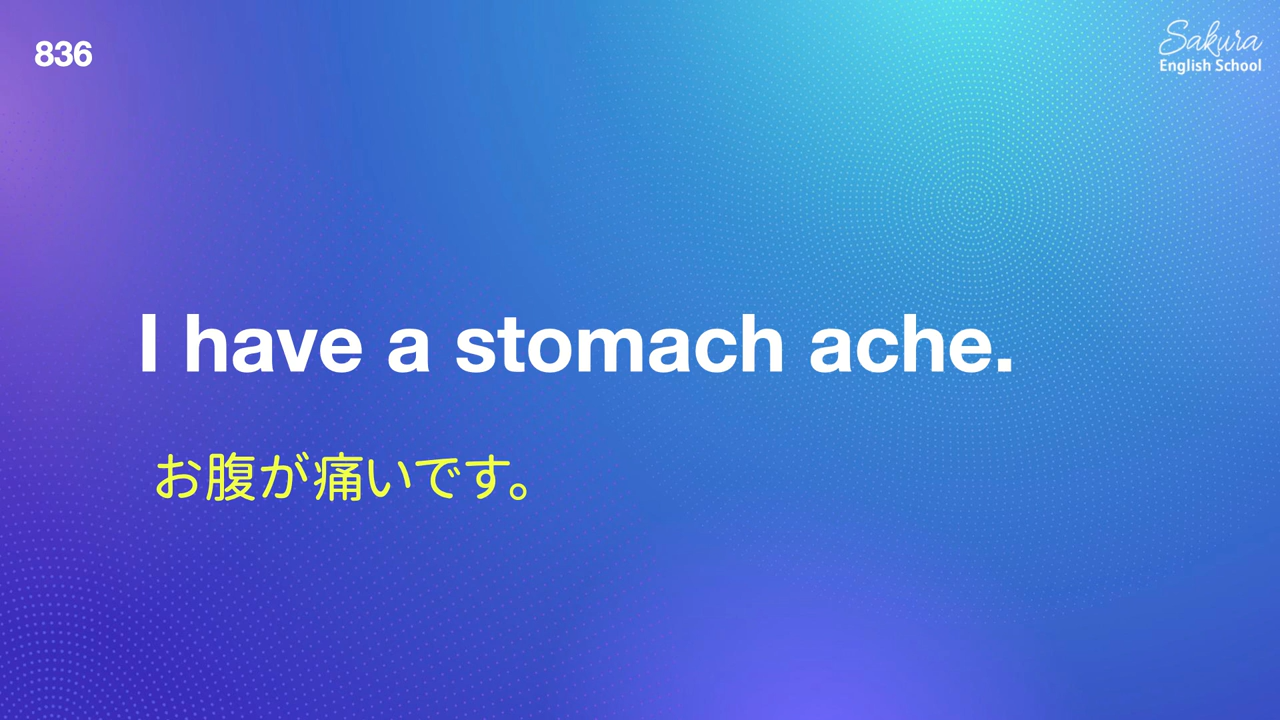 836
Sakura
English School
I have a stomach ache.
お腹が痛いです。